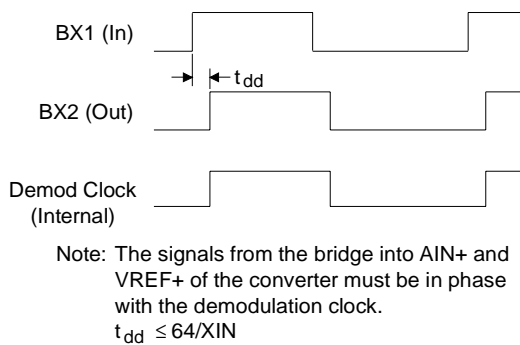 BX1 (In)
t dd
BX2 (Out)
Demod Clock
(Internal)
Note: The signals from the bridge into AIN+ and
VREF+ of the converter must be in phase
with the demodulation clock.
t dd ≤ 64/XIN